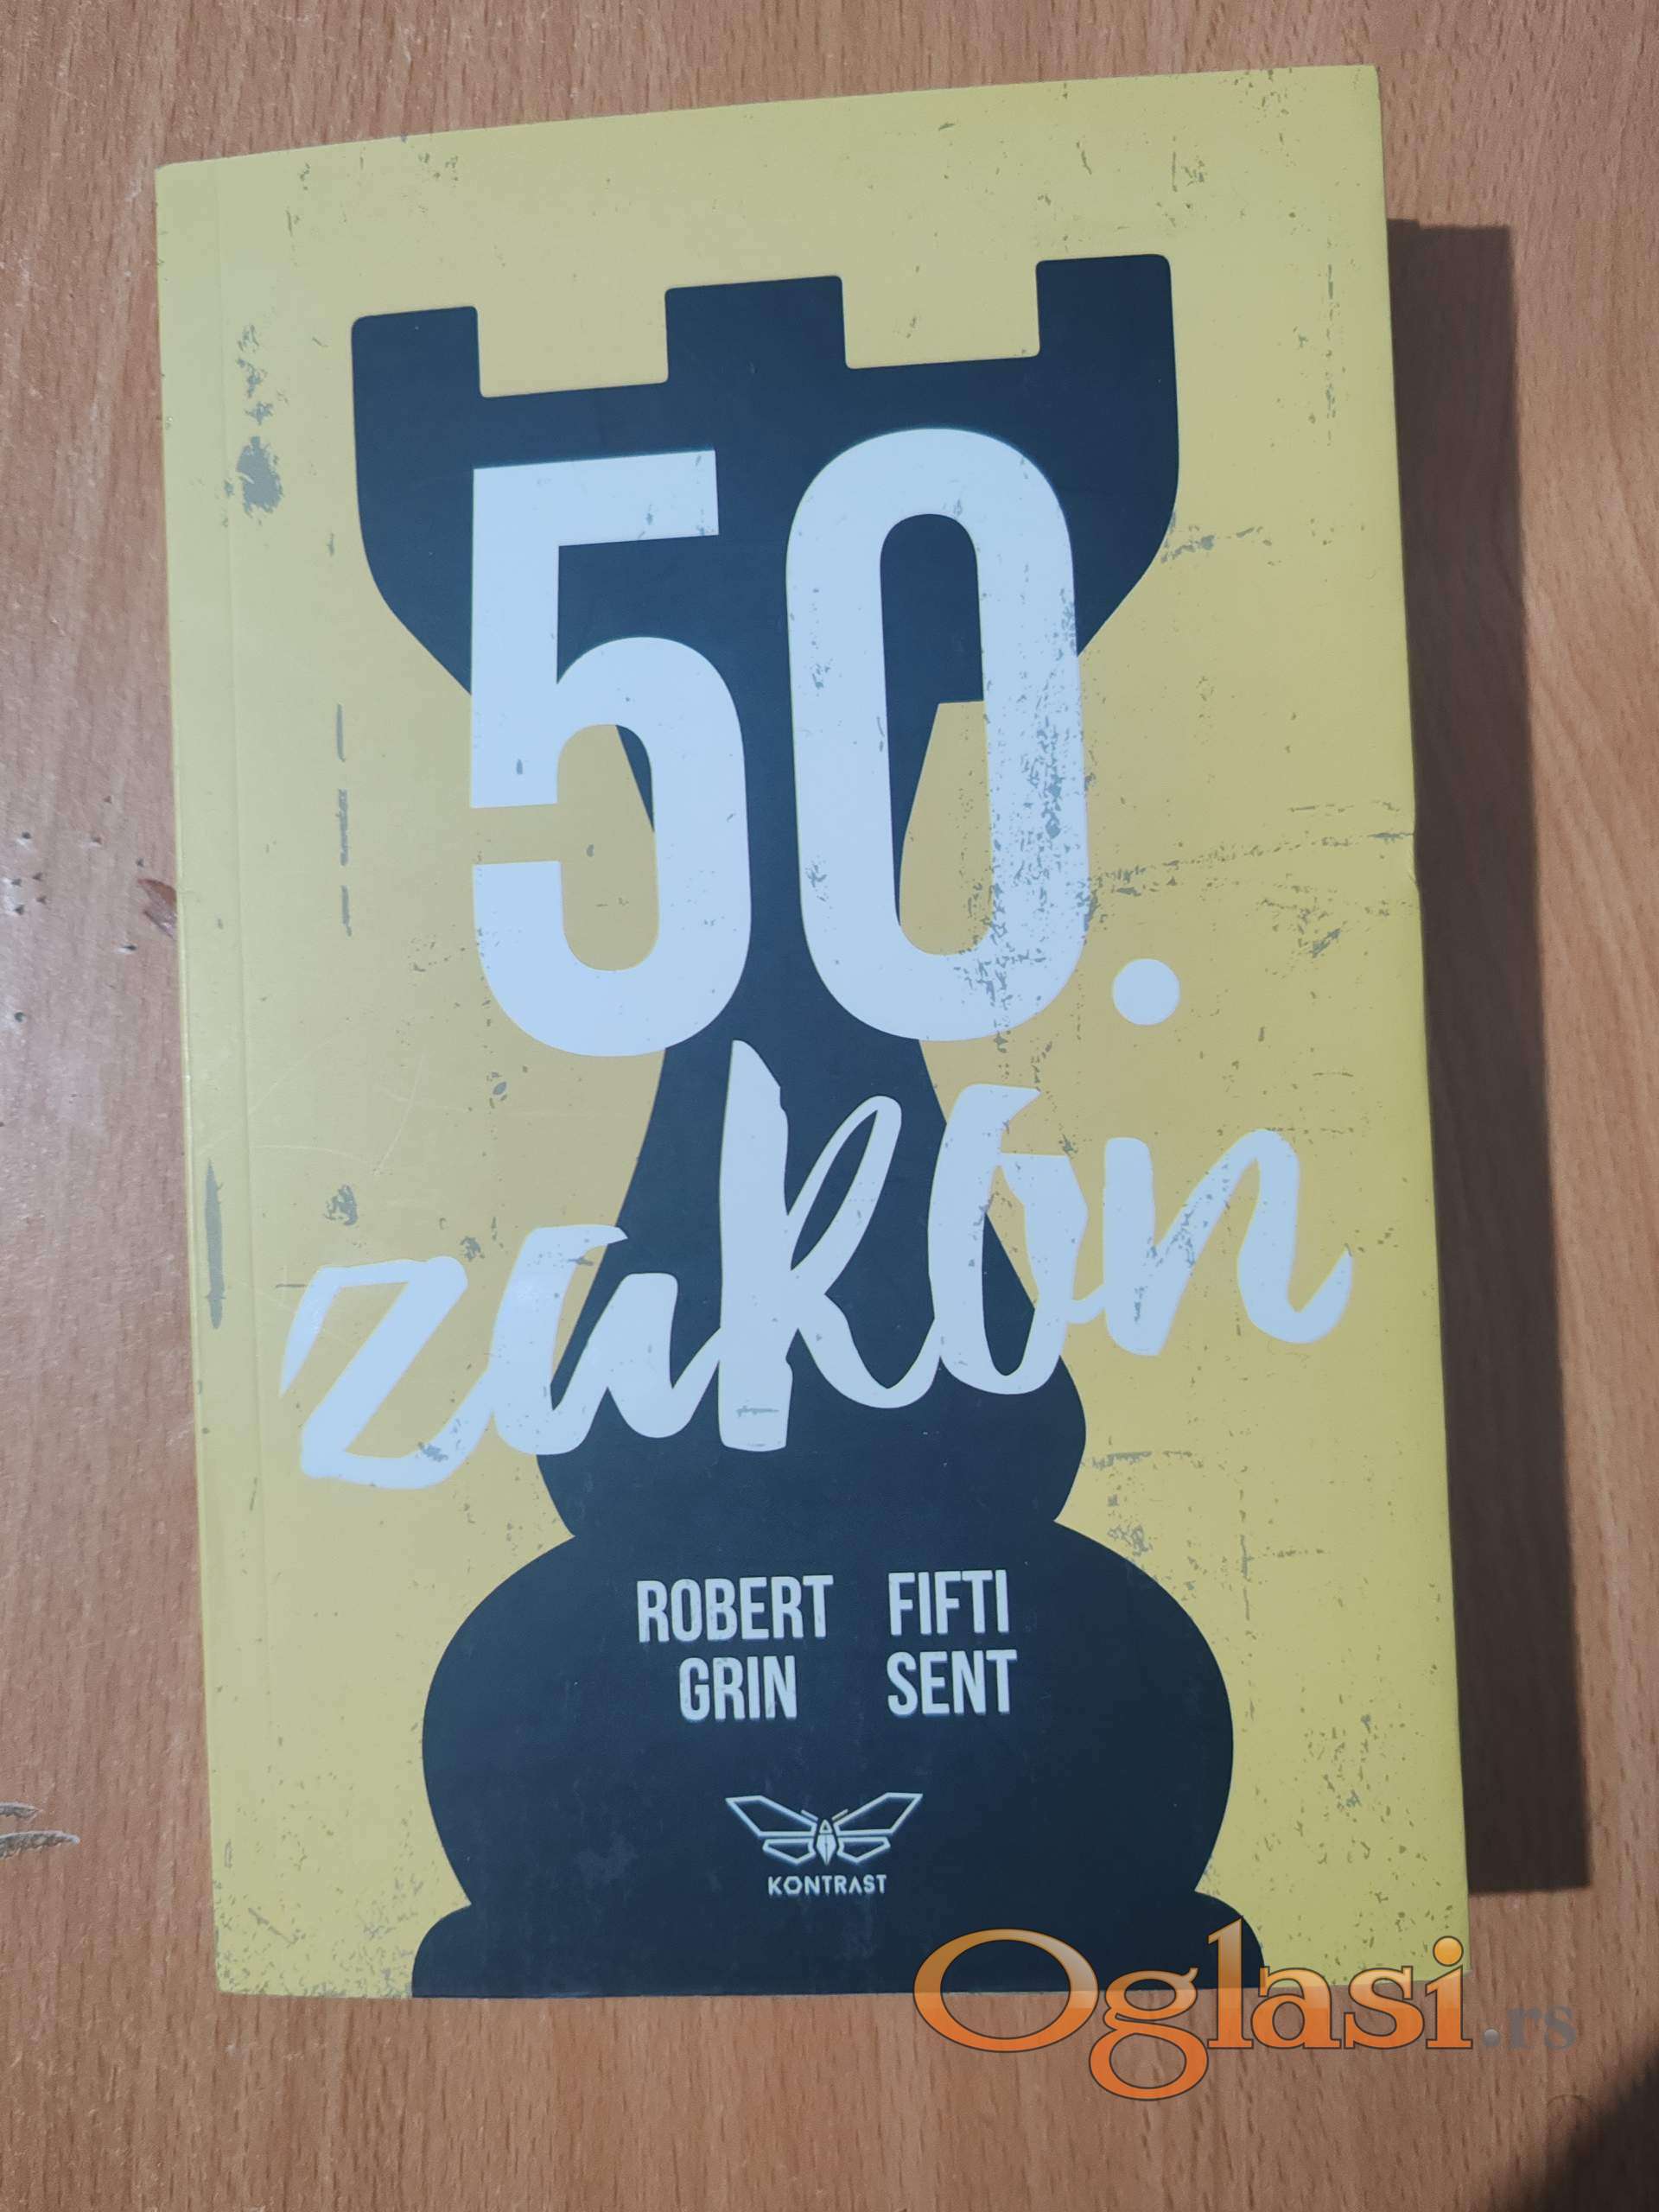 50.
zakon
ROBERT FIFTI
GRIN SENT
KONTRAST
Oglasi.rs